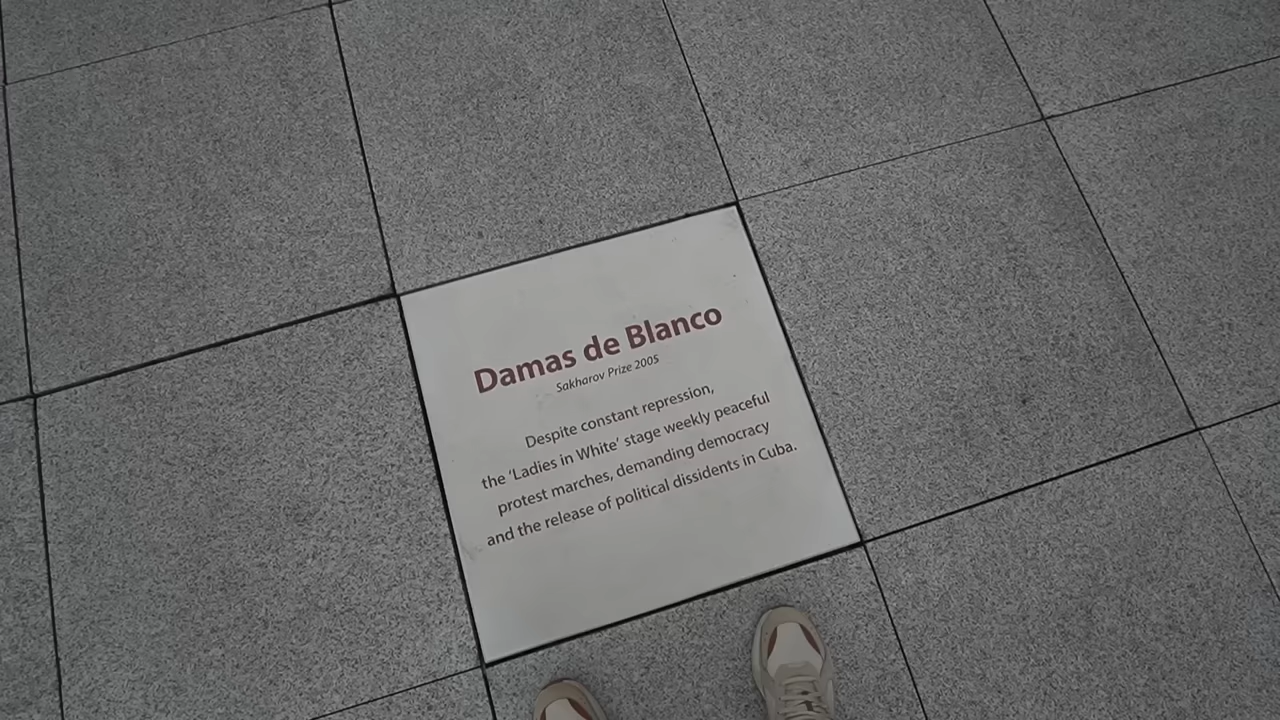 Damas de Blanco
Sakharov Prize 2005
Despite constant repression,
the 'Ladies in White' stage weekly peaceful
protest marches, demanding democracy
and the release of political dissidents in Cuba.